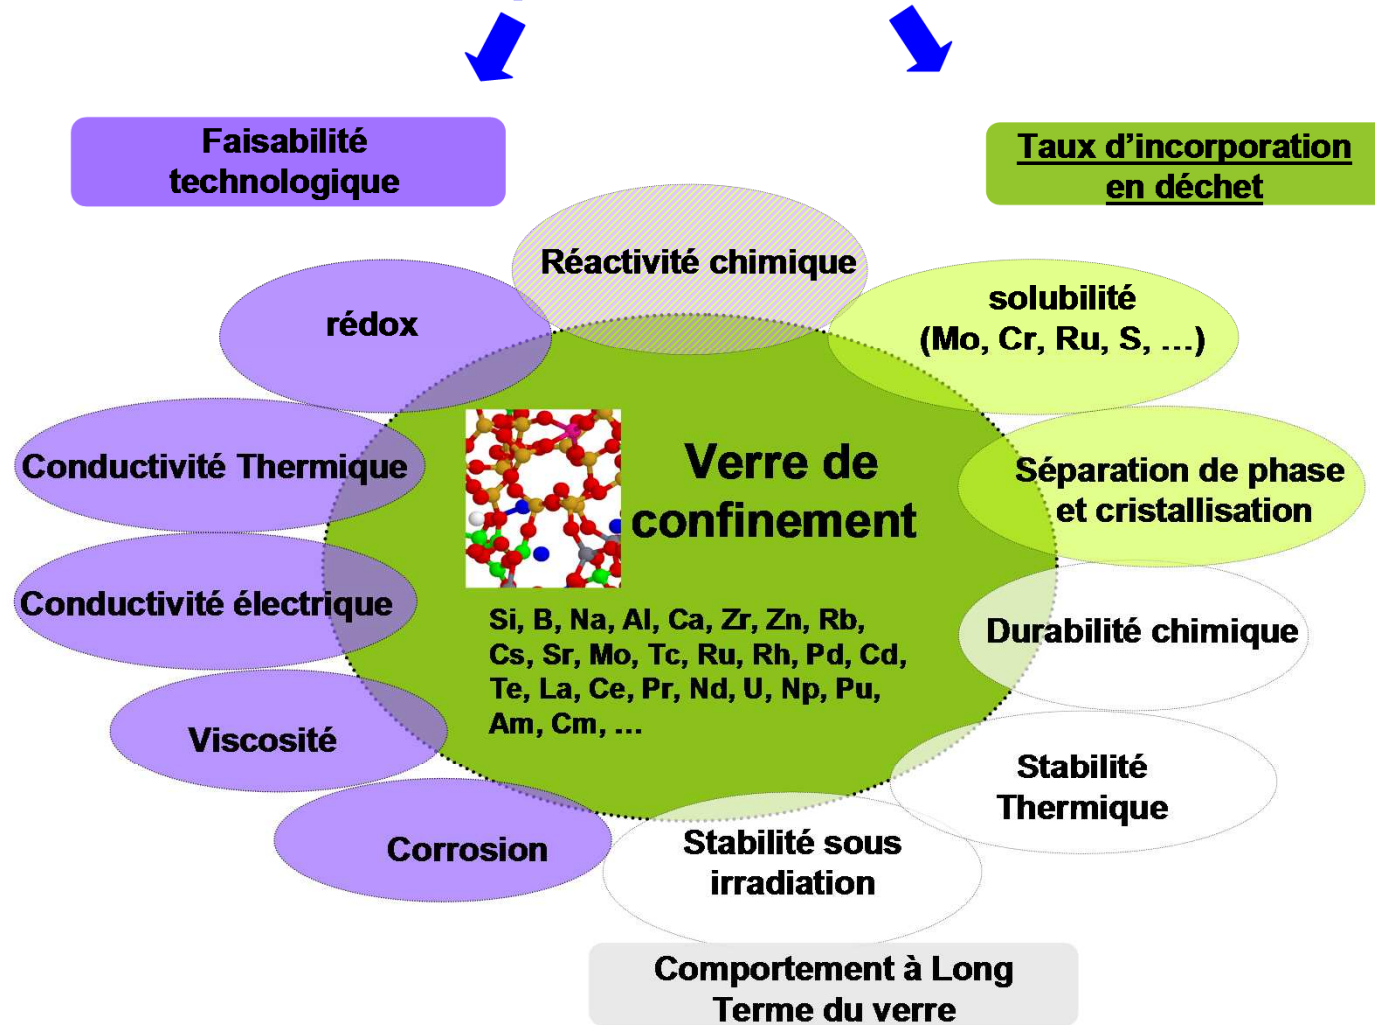 Faisabilité
technologique
Taux d'incorporation
en déchet
Réactivité chimique
rédox
solubilité
(Mo, Cr, Ru, S, ...)
Conductivité Thermique
Verre de
confinement
Séparation de phase
et cristallisation
Conductivité électrique
Si, B, Na, Al, Ca, Zr, Zn, Rb,
Cs, Sr, Mo, Tc, Ru, Rh, Pd, Cd,
Te, La, Ce, Pr, Nd, U, Np, Pu,
Am, Cm, ...
Durabilité chimique
Viscosité
Stabilité
Thermique
Corrosion
Stabilité sous
irradiation
Comportement à Long
Terme du verre